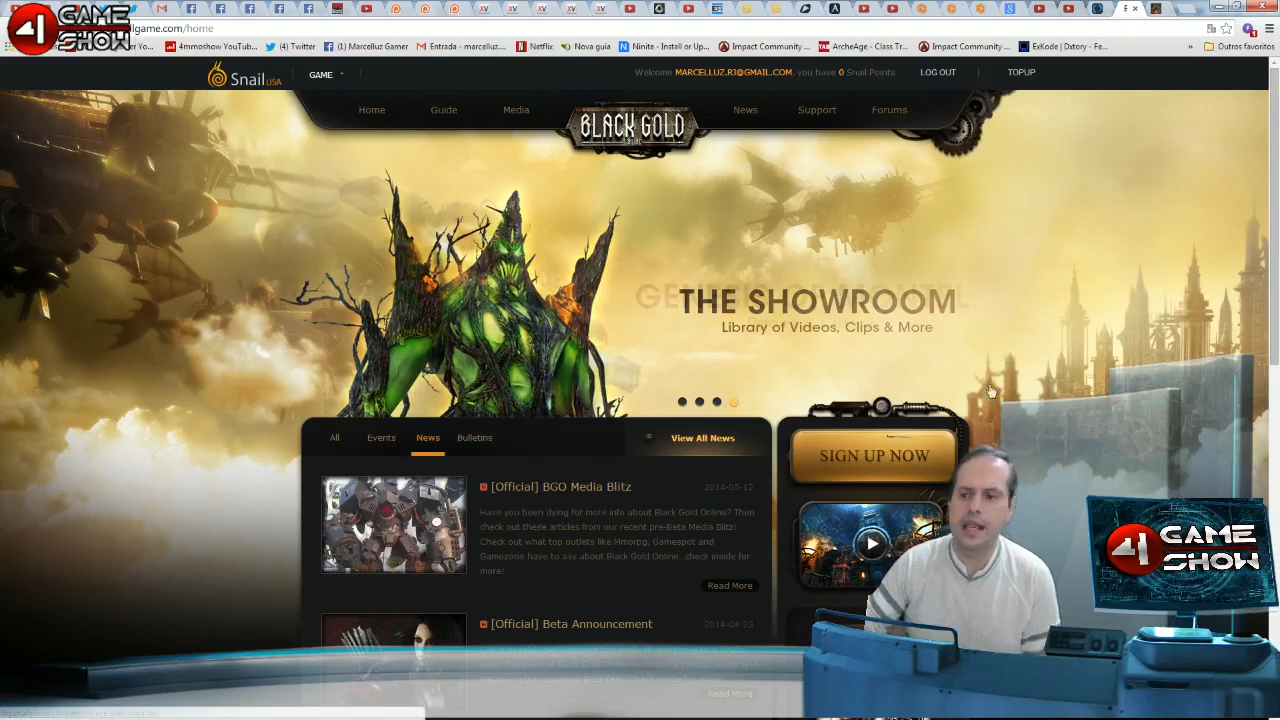 41 GAME SHOW
lgame.com/home
4mmoshow YouTub...
(4) Twitter
(1) Marcelluz Gamer
Entrada - marcelluz....
Netflix
Nova guia
Ninite - Install or Up...
Impact Community ...
ArcheAge - Class Tr...
Impact Community ...
ExKode | Dxtory - Fe...
»
Outros favoritos
Snail USA
GAME
Welcome MARCELLUZ.RJ@GMAIL.COM, you have 0 Snail Points
LOG OUT
TOPUP
Home
Guide
Media
BLACK GOLD
ONLINE
News
Support
Forums
THE SHOWROOM
Library of Videos, Clips & More
All
Events
News
Bulletins
View All News
SIGN UP NOW
[Official] BGO Media Blitz
2014-05-12
Have you been dying for more info about Black Gold Online? Then
check out these articles from our recent pre-Beta Media Blitz!
Check out what top outlets like Mmorpg, Gamespot and
Gamezone have to say about Black Gold Online...check inside for
more!
Read More
[Official] Beta Announcement
2014-04-23
Read More
41 GAME SHOW